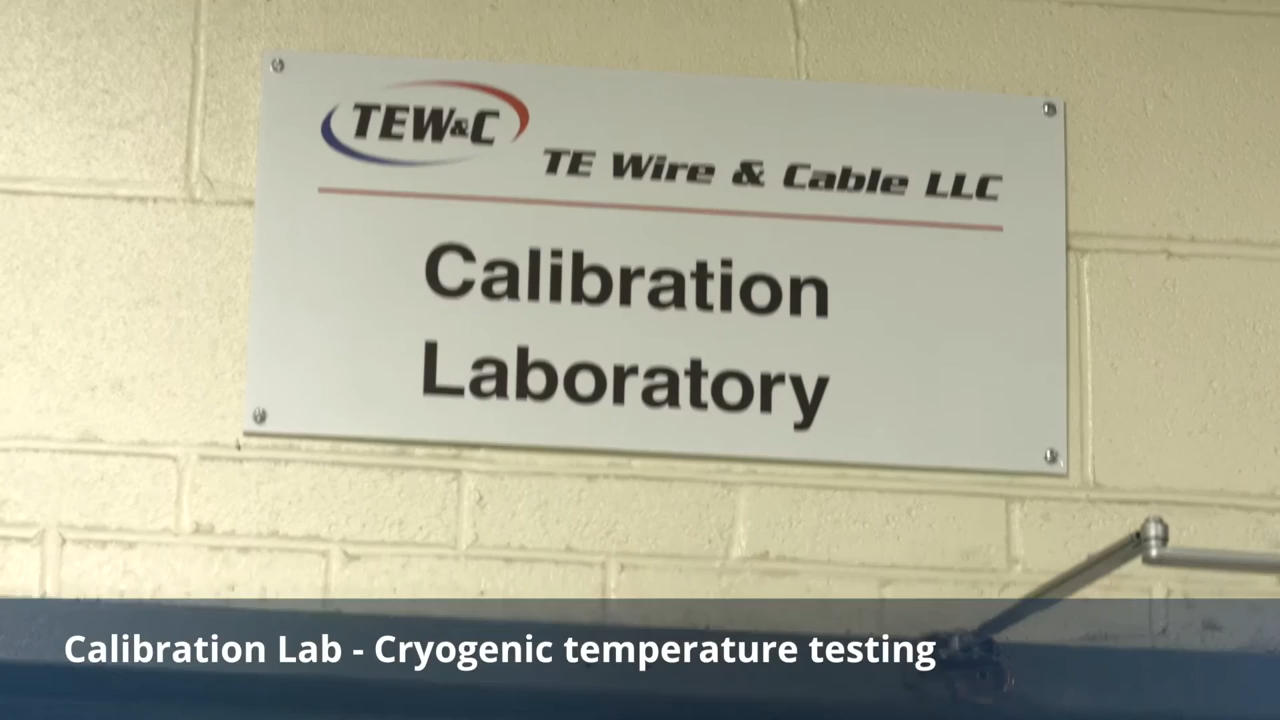 TEW&C
TE Wire & Cable LLC
Calibration
Laboratory
Calibration Lab - Cryogenic temperature testing